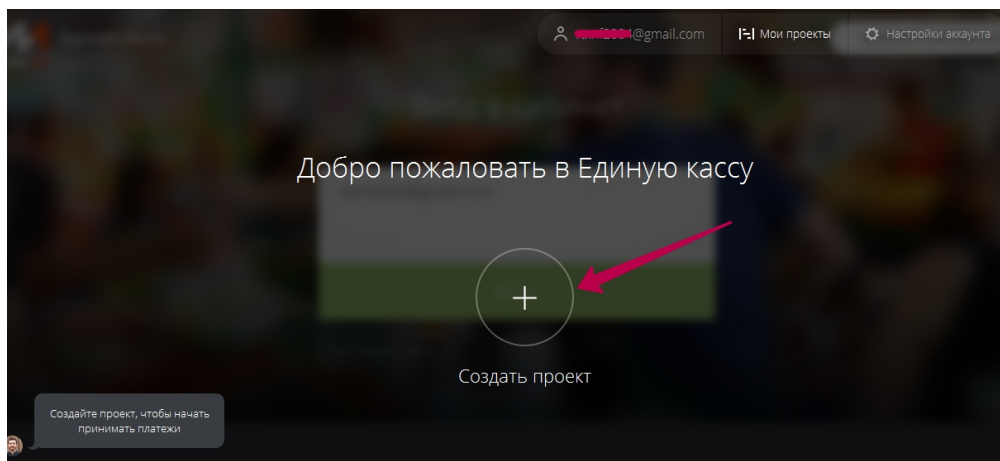 @gmail.com
Мои проекты
Настройки аккаунта
Добро пожаловать в Единую кассу
Создать проект
Создайте проект, чтобы начать
принимать платежи